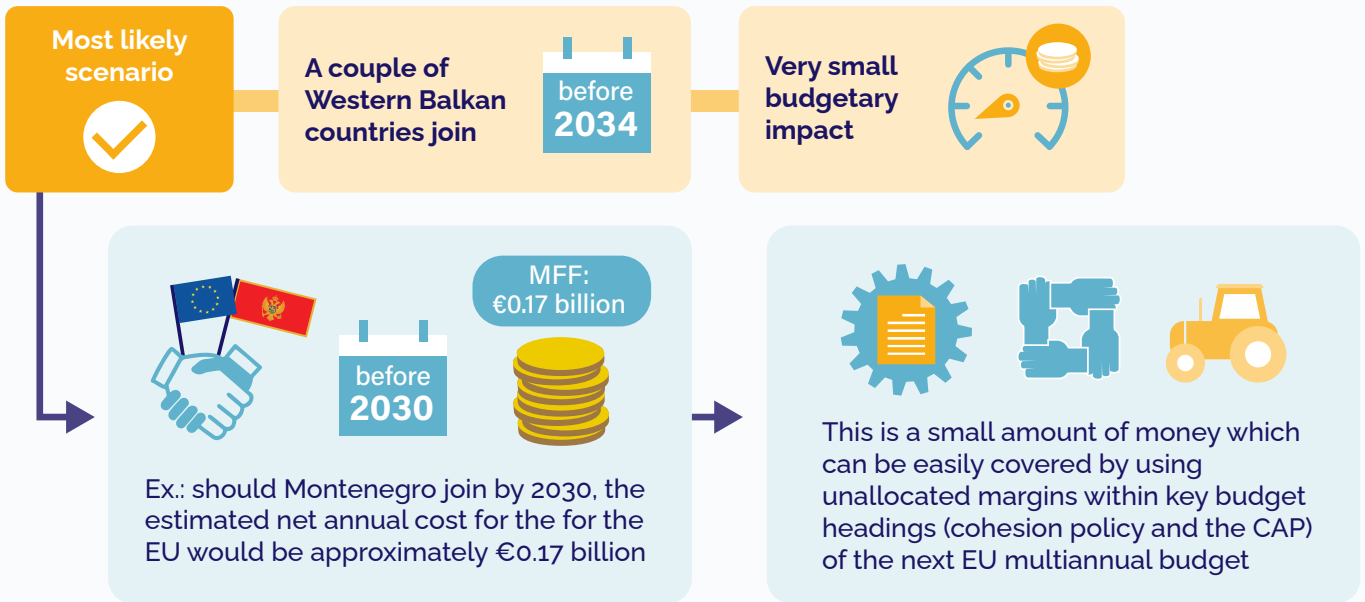 Most likely
scenario
A couple of
Western Balkan
countries join
before
2034
Very small
budgetary
impact
MFF:
€0.17 billion
before
2030
Ex.: should Montenegro join by 2030, the
estimated net annual cost for the for the
EU would be approximately €0.17 billion
This is a small amount of money which
can be easily covered by using
unallocated margins within key budget
headings (cohesion policy and the CAP)
of the next EU multiannual budget